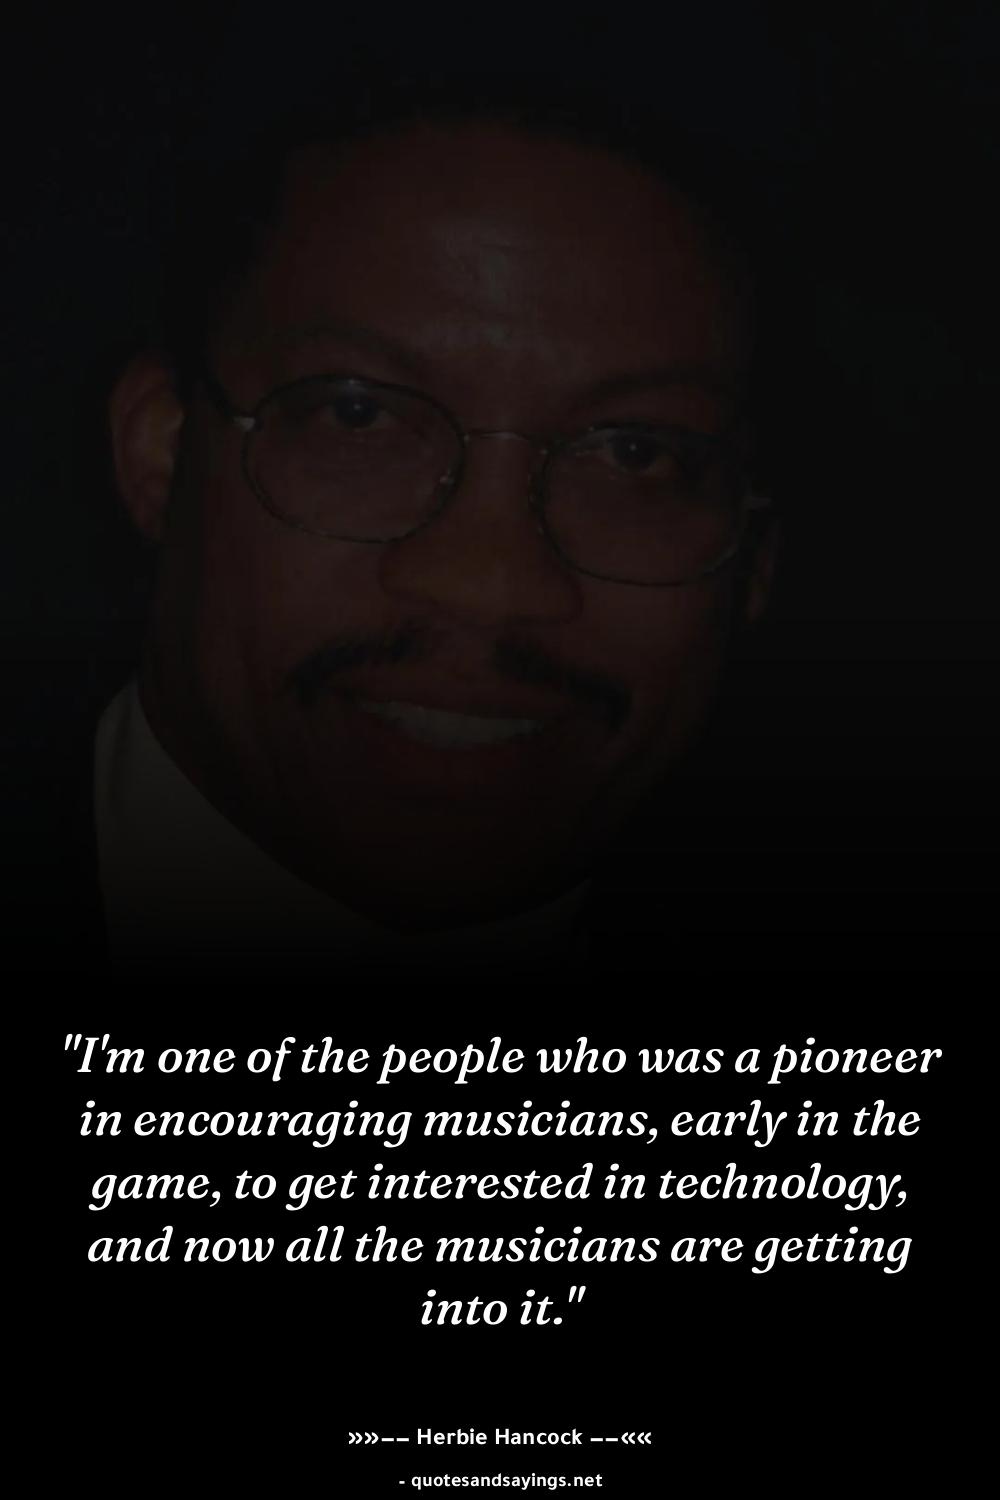 "I'm one of the people who was a pioneer
in encouraging musicians, early in the
game, to get interested in technology,
and now all the musicians are getting
into it."
»»–– Herbie Hancock ––««
- quotesandsayings.net